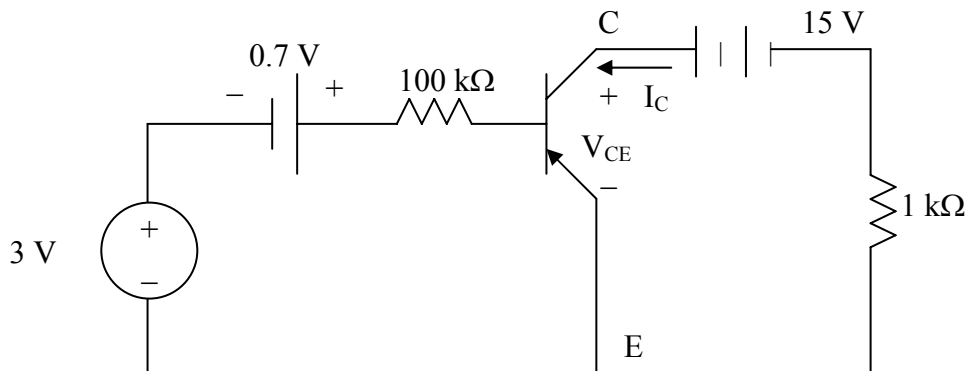 C
15 V
0.7 V
– + 100 kΩ
+ I_C
V_CE
–
1 kΩ
3 V
+
–
E